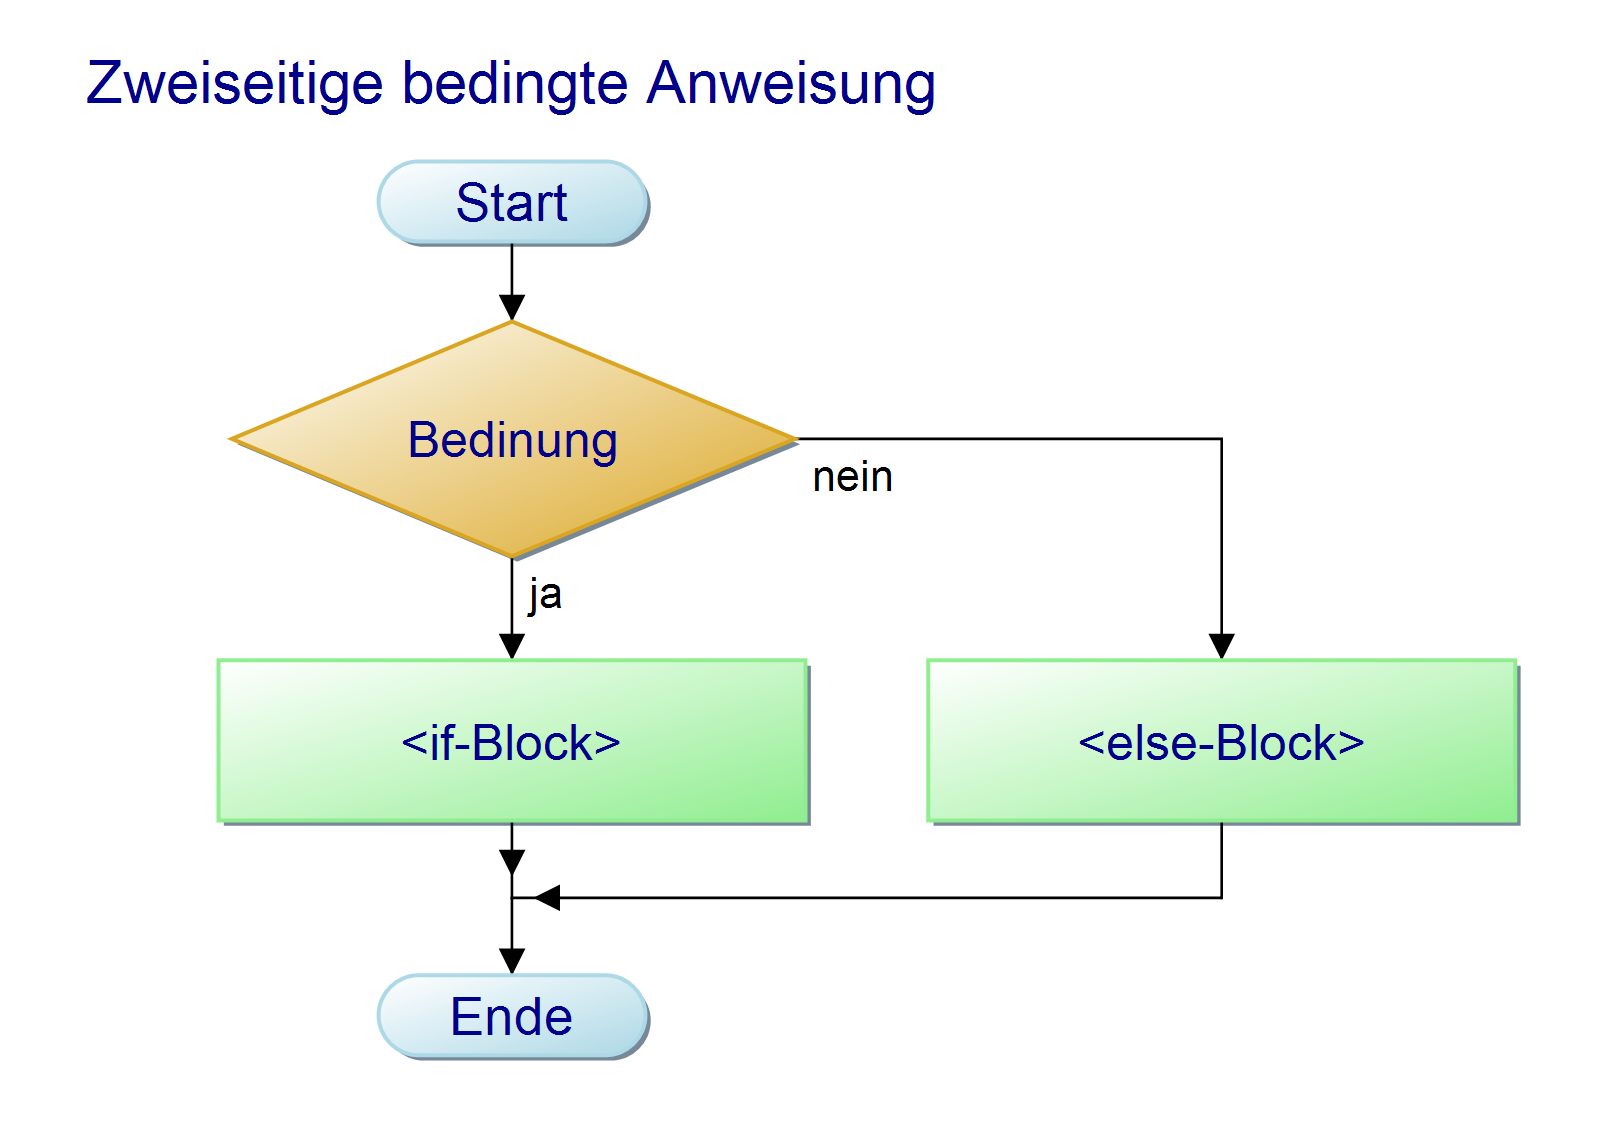 Zweiseitige bedingte Anweisung
Start
Bedinung
nein
ja
<if-Block>
<else-Block>
Ende